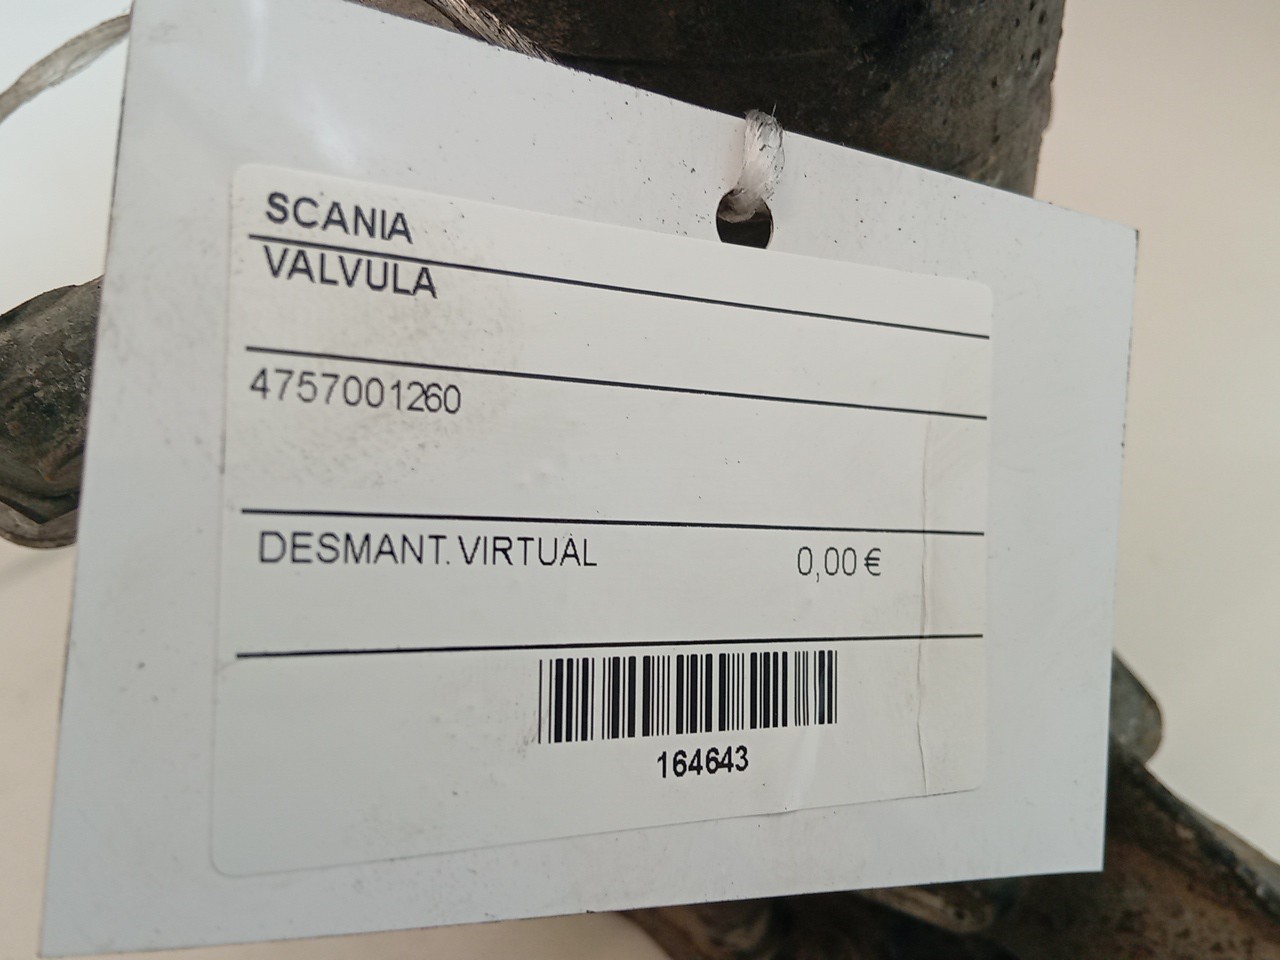 SCANIA
VALVULA
4757001260
DESMANT. VIRTUAL 0,00 €
164643